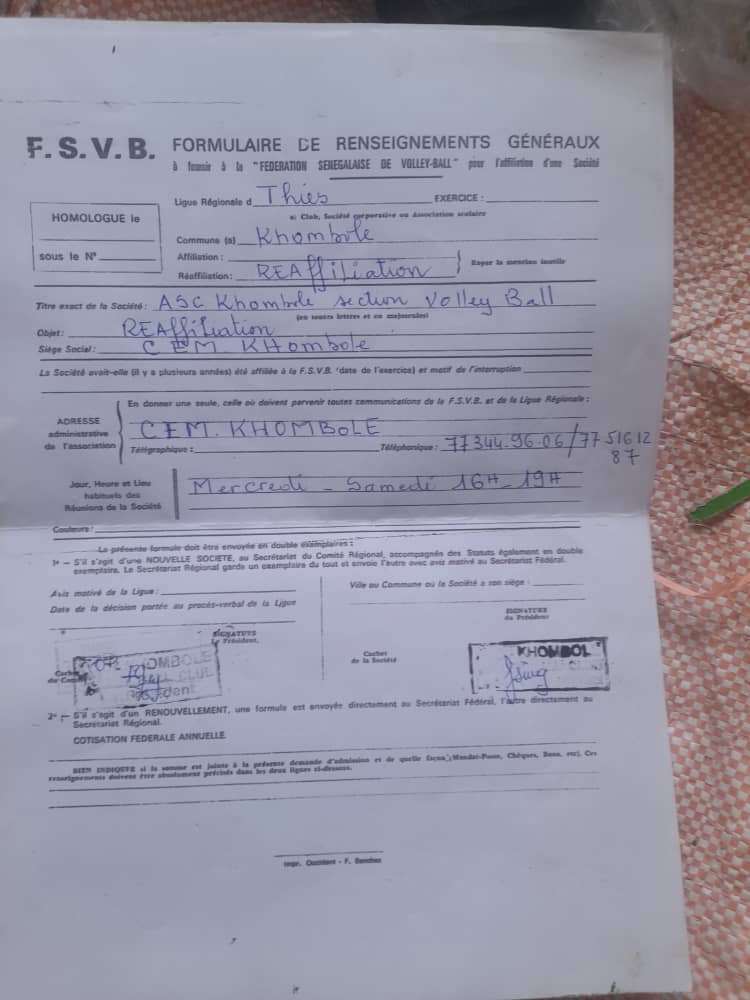 F.S.V.B. FORMULAIRE DE RENSEIGNEMENTS GÉNÉRAUX
à fournir à la "FEDERATION SENEGALAISE DE VOLLEY-BALL" pour l'affiliation d'une Société
Ligue Régionale d Thiès EXERCICE :
a) Club, Société corporative ou Association scolaire
HOMOLOGUE le
sous le N°
Commune (a) Khombole
Affiliation :
Réaffiliation : REAffiliation
Rayer la mention inutile
Titre exact de la Société : ASC Khombole section Volley Ball
(en toutes lettres et en majuscules)
Objet : REAffiliation
Siège Social : CEM KHombole
La Société avait-elle (il y a plusieurs années) été affiliée à la F.S.V.B. (date de l'exercice) et motif de l'interruption
ADRESSE
administrative
de l'association
En donner une seule, celle où doivent parvenir toutes communications de la F.S.V.B. et de la Ligue Régionale :
CEM. KHOMBOLE
Télégraphique : Téléphonique : 77 344.96.06/77 516 12
87
Jour, Heure et Lieu
habituels des
Réunions de la Société
Mercredi - Samedi 16H-19H
Couleurs :
La présente formule doit être envoyée en double exemplaires :
1° — S'il s'agit d'une NOUVELLE SOCIETE, au Secrétariat du Comité Régional, accompagnés des Statuts également en double
exemplaire. Le Secrétariat Régional garde un exemplaire du tout et envoie l'autre avec avis motivé au Secrétariat Fédéral.
Avis motivé de la Ligue :
Date de la décision portée au procès-verbal de la Ligue
SIGNATURE
Le Président,
Cachet
du Comité
Ville ou Commune où la Société a son siège :
SIGNATURE
du Président
Cachet
de la Société
KHOMBOLE
CLUB
KHOMBOL
2° — S'il s'agit d'un RENOUVELLEMENT, une formule est envoyée directement au Secrétariat Fédéral, l'autre directement au
Secrétariat Régional.
COTISATION FEDERALE ANNUELLE.
BIEN INDIQUER si la somme est jointe à la présente demande d'admission et de quelle façon (Mandat-Poste, Chèques, Bons, etc). Ces
renseignements doivent être absolument précisés dans les deux lignes ci-dessous.
Impr. Occident - F. Sanchez